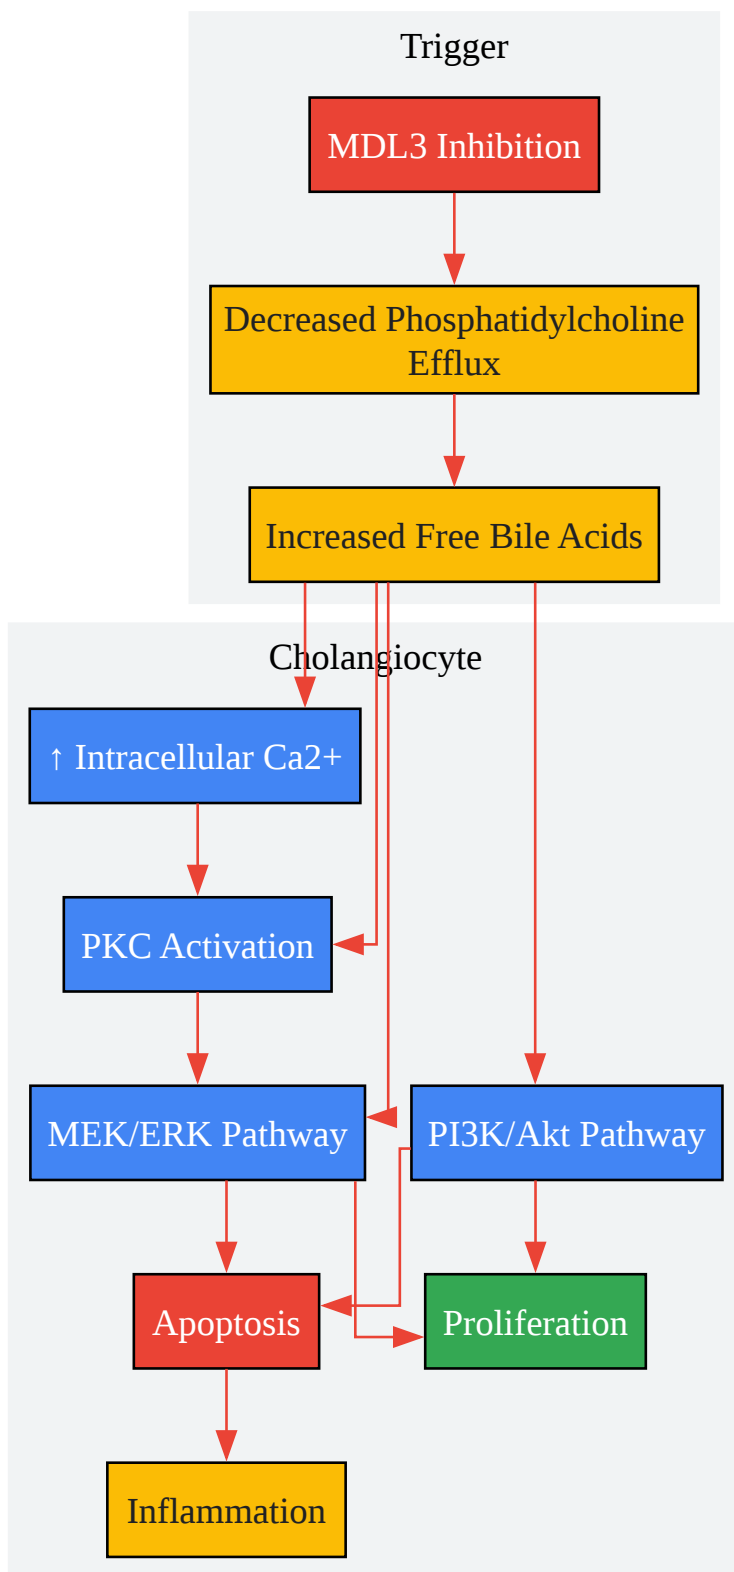 Trigger
MDL3 Inhibition
Decreased Phosphatidylcholine
Efflux
Increased Free Bile Acids
Cholangiocyte
↑ Intracellular Ca2+
PKC Activation
MEK/ERK Pathway
PI3K/Akt Pathway
Apoptosis
Proliferation
Inflammation